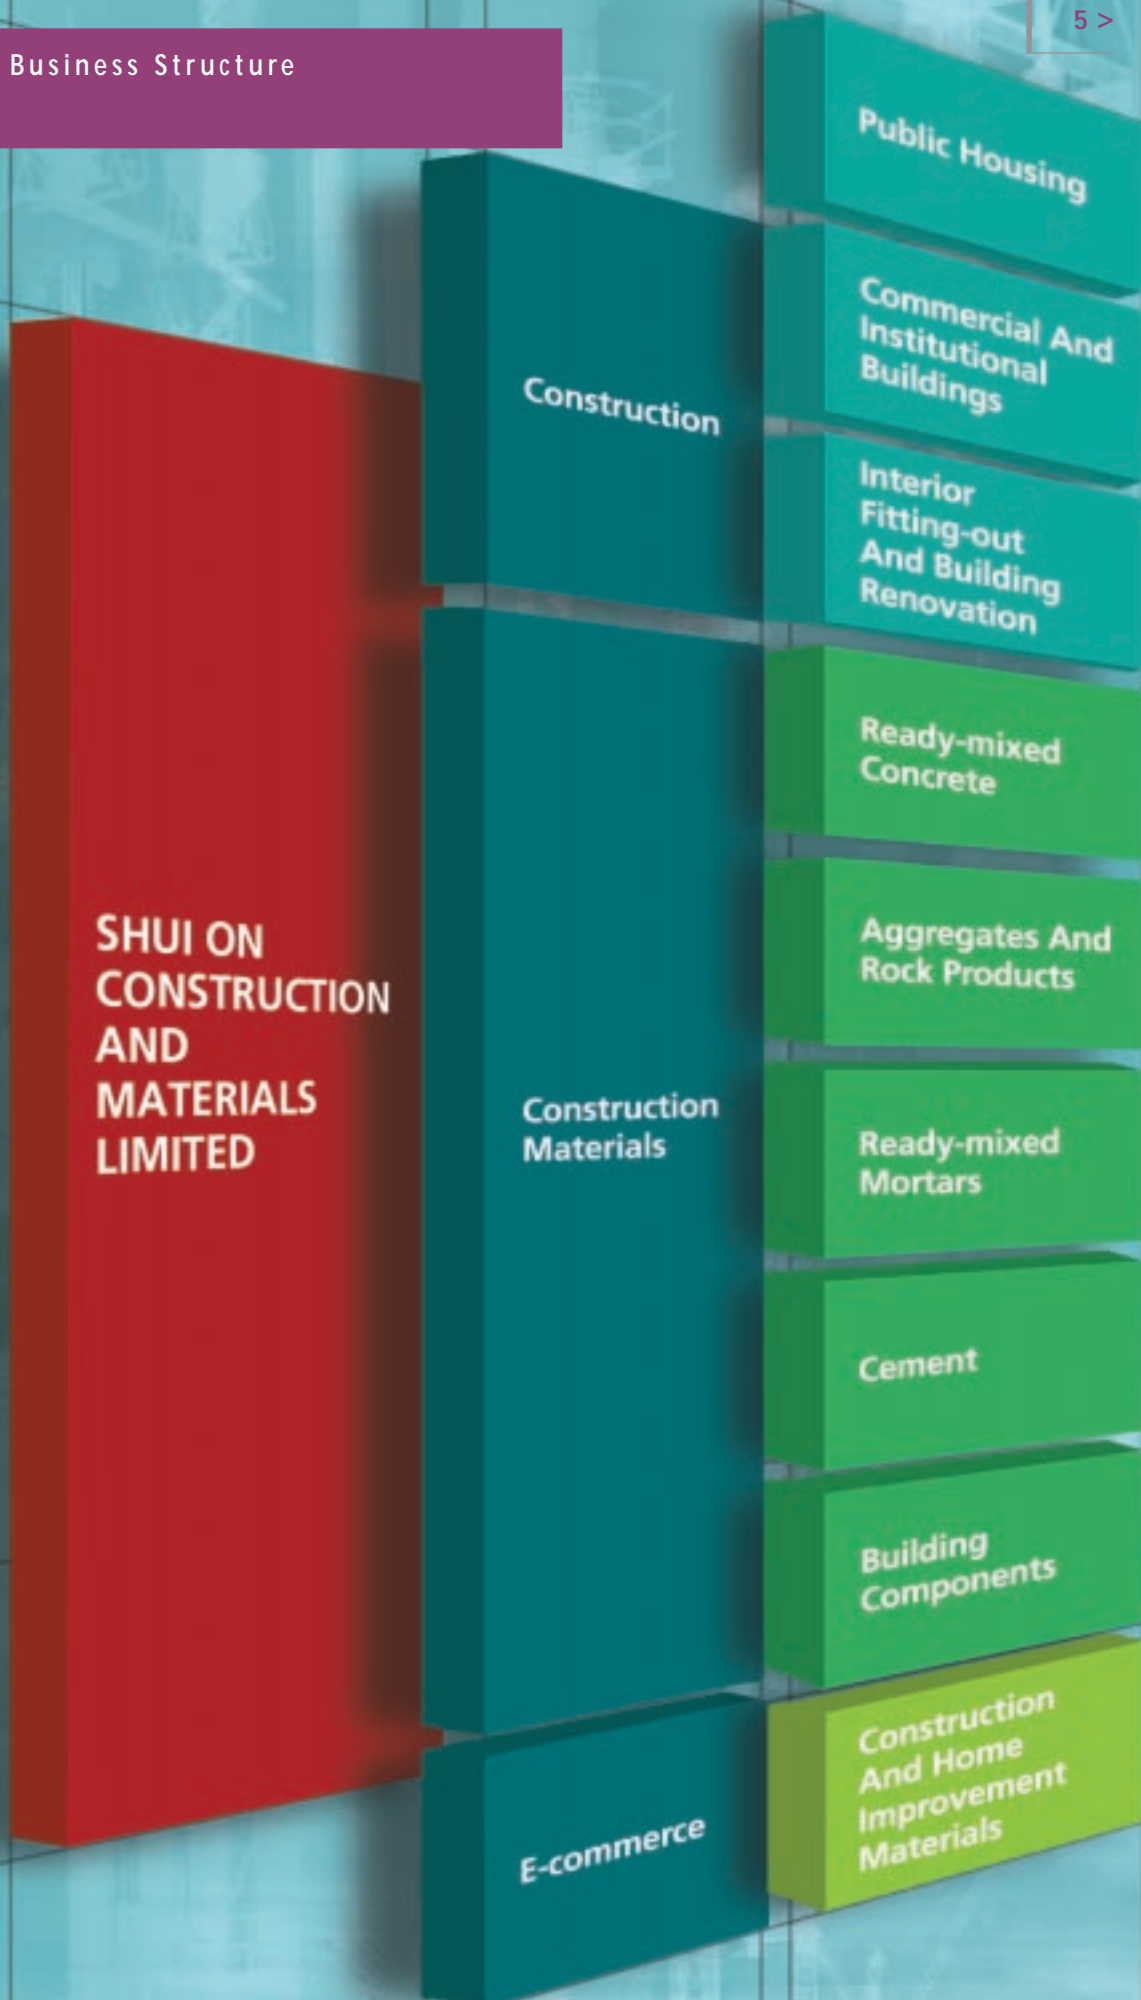 5 >
Business Structure
SHUI ON
CONSTRUCTION
AND
MATERIALS
LIMITED
Construction
Public Housing
Commercial And
Institutional
Buildings
Interior
Fitting-out
And Building
Renovation
Construction
Materials
Ready-mixed
Concrete
Aggregates And
Rock Products
Ready-mixed
Mortars
Cement
Building
Components
E-commerce
Construction
And Home
Improvement
Materials